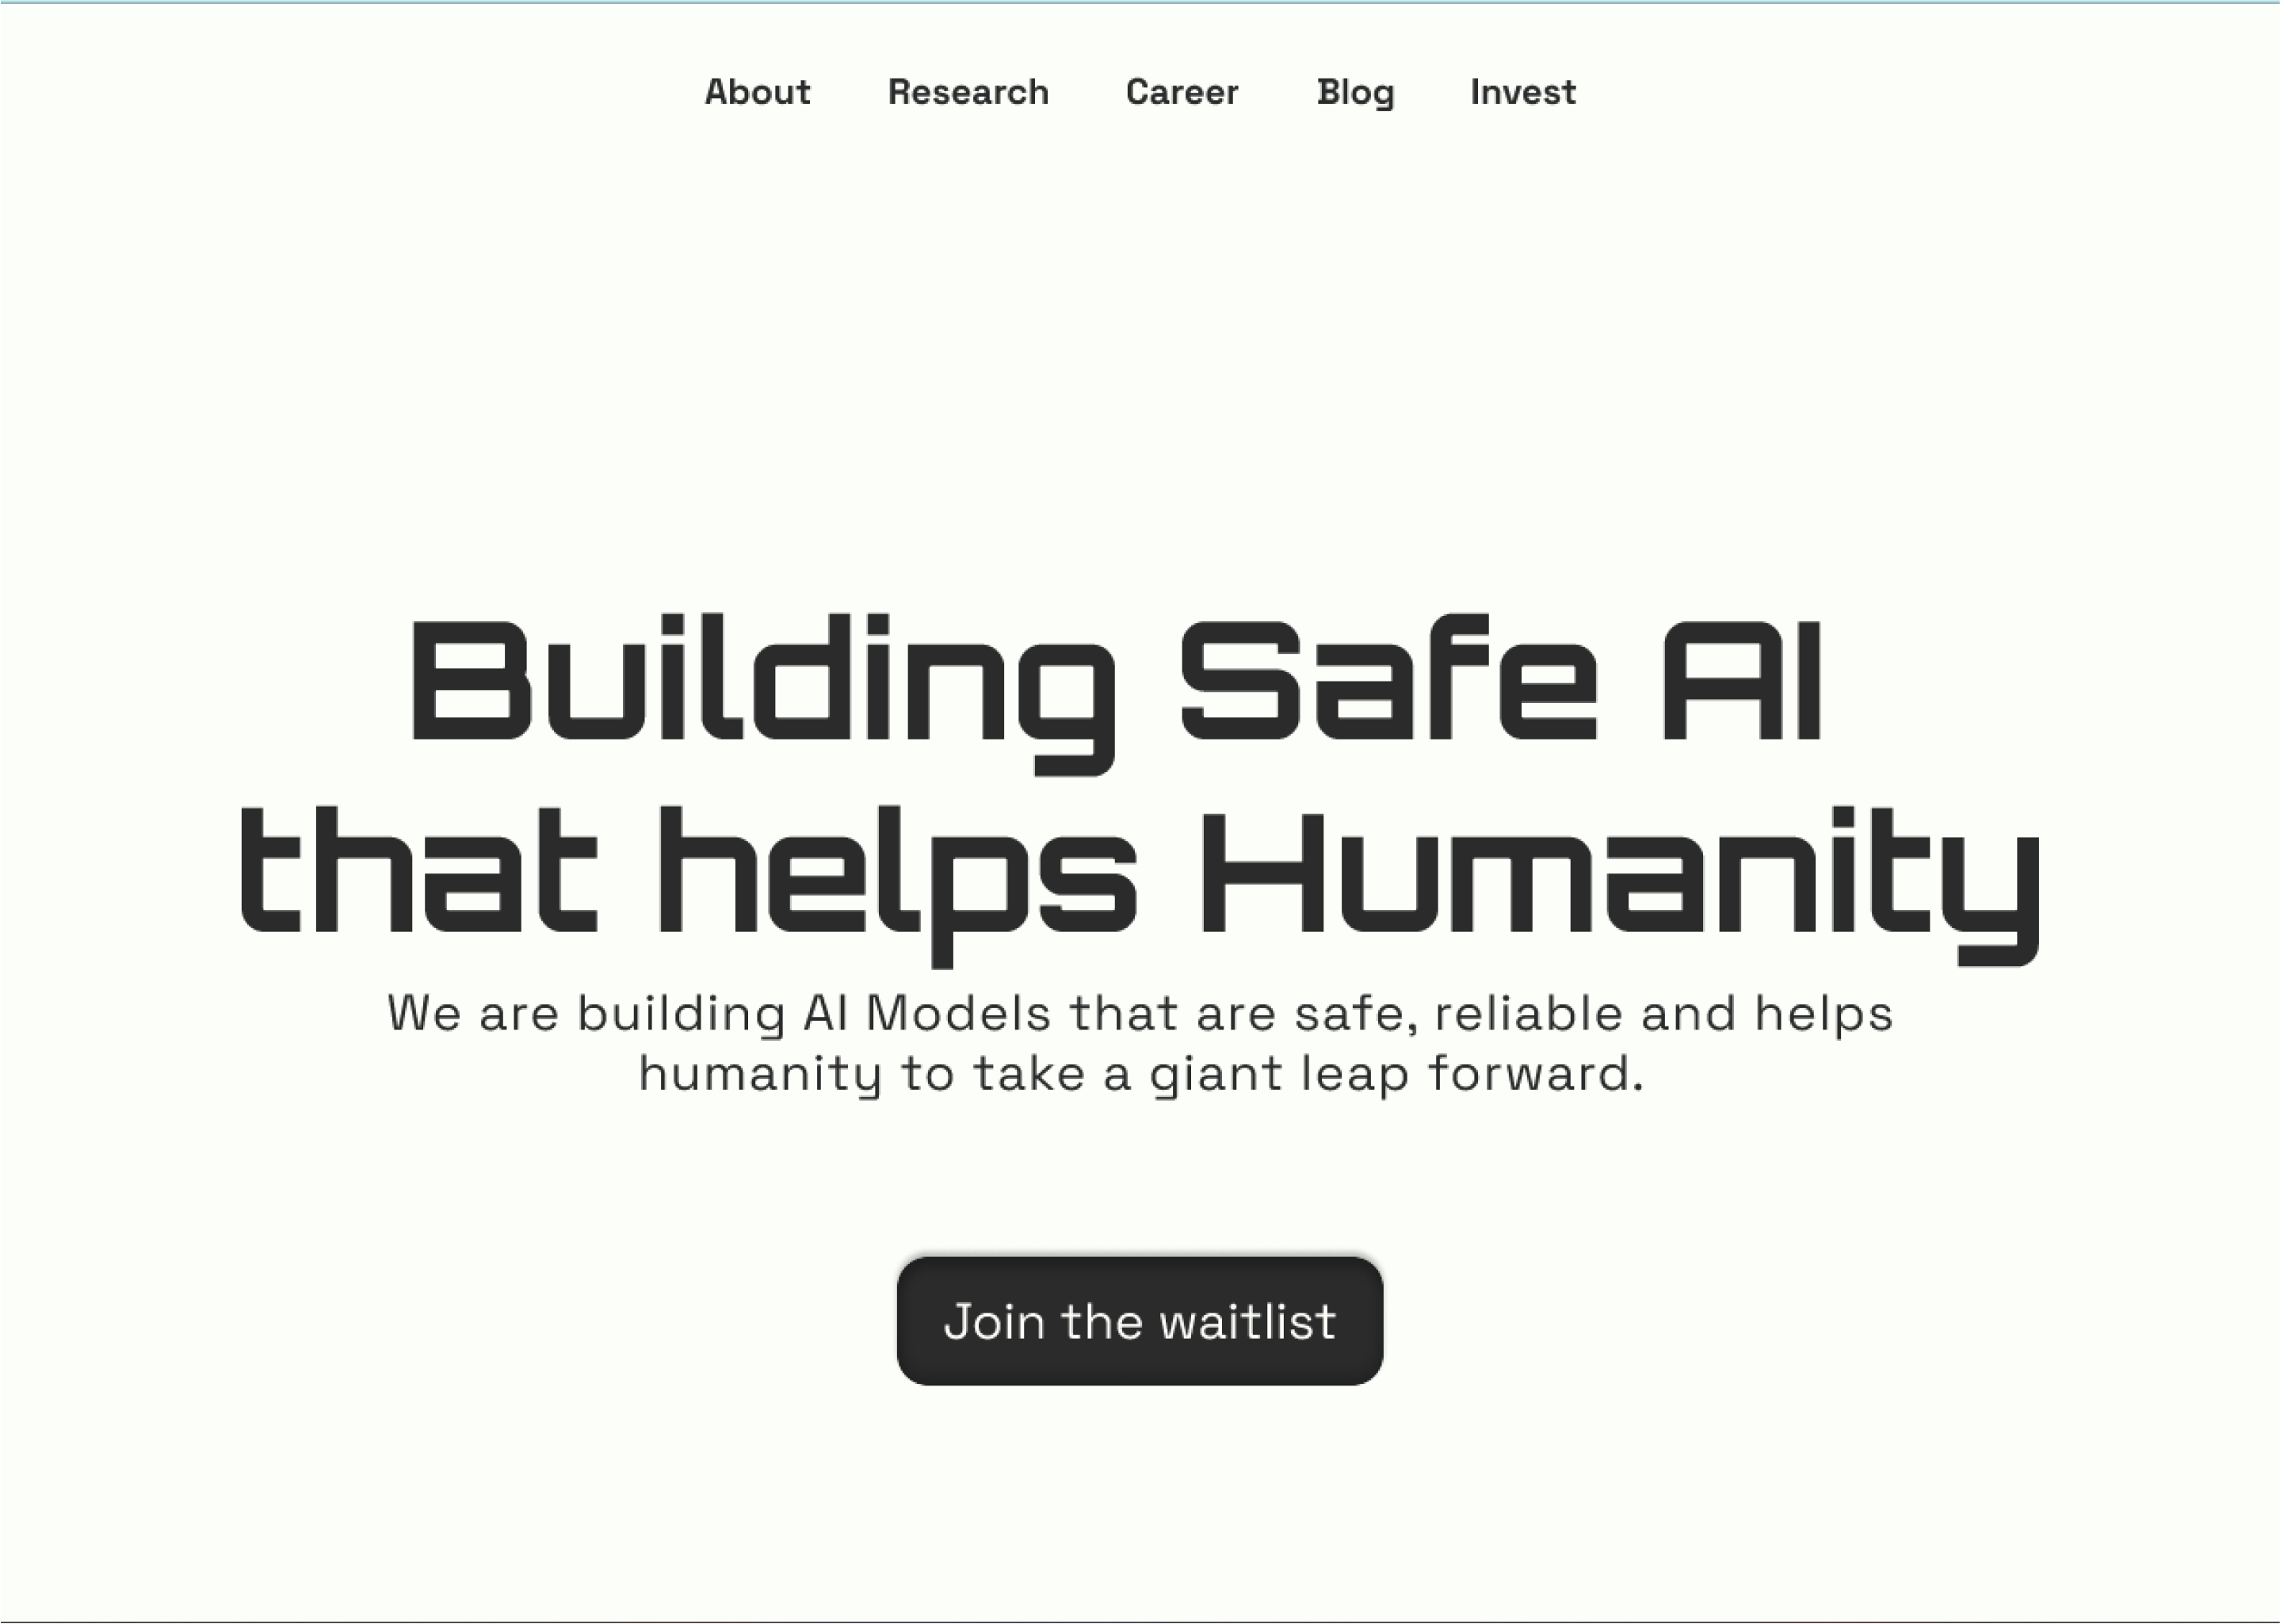 About Research Career Blog Invest
Building Safe AI
that helps Humanity
We are building AI Models that are safe, reliable and helps
humanity to take a giant leap forward.
Join the waitlist